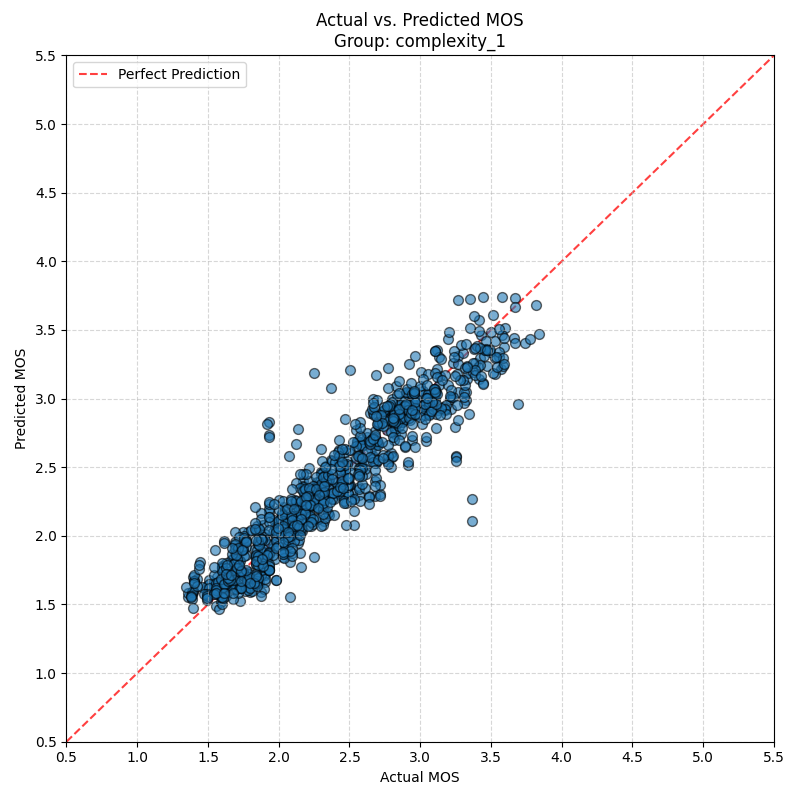 Actual vs. Predicted MOS
Group: complexity_1
Perfect Prediction
5.5
5.0
4.5
4.0
3.5
3.0
2.5
2.0
1.5
1.0
0.5
Predicted MOS
0.5 1.0 1.5 2.0 2.5 3.0 3.5 4.0 4.5 5.0 5.5
Actual MOS